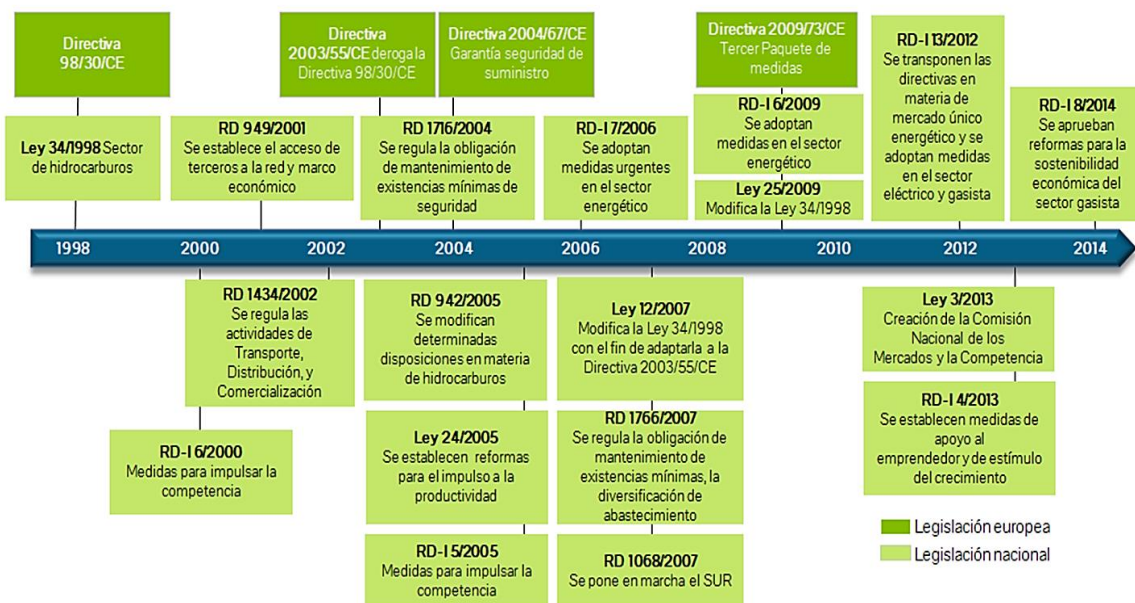 Directiva
98/30/CE
Directiva
2003/55/CE deroga la
Directiva 98/30/CE
Directiva 2004/67/CE
Garantía seguridad de
suministro
Directiva 2009/73/CE
Tercer Paquete de
medidas
RD-l 13/2012
Se transponen las
directivas en
materia de
mercado único
energético y se
adoptan medidas
en el sector
eléctrico y gasista
Ley 34/1998 Sector
de hidrocarburos
RD 949/2001
Se establece el acceso de
terceros a la red y marco
económico
RD 1716/2004
Se regula la obligación
de mantenimiento de
existencias mínimas de
seguridad
RD-l 7/2006
Se adoptan
medidas urgentes
en el sector
energético
RD-l 6/2009
Se adoptan
medidas en el sector
energético
Ley 25/2009
Modifica la Ley 34/1998
RD-l 8/2014
Se aprueban
reformas para la
sostenibilidad
económica del
sector gasista
1998 2000 2002 2004 2006 2008 2010 2012 2014
RD 1434/2002
Se regula las
actividades de
Transporte,
Distribución, y
Comercialización
RD-l 6/2000
Medidas para impulsar la
competencia
RD 942/2005
Se modifican
determinadas
disposiciones en materia
de hidrocarburos
Ley 24/2005
Se establecen reformas
para el impulso a la
productividad
RD-l 5/2005
Medidas para impulsar la
competencia
Ley 12/2007
Modifica la Ley 34/1998
con el fin de adaptarla a la
Directiva 2003/55/CE
RD 1766/2007
Se regula la obligación de
mantenimiento de
existencias mínimas, la
diversificación de
abastecimiento
RD 1068/2007
Se pone en marcha el SUR
Ley 3/2013
Creación de la Comisión
Nacional de los
Mercados y la Competencia
RD-l 4/2013
Se establecen medidas de
apoyo al
emprendedor y de estímulo
del crecimiento
Legislación europea
Legislación nacional